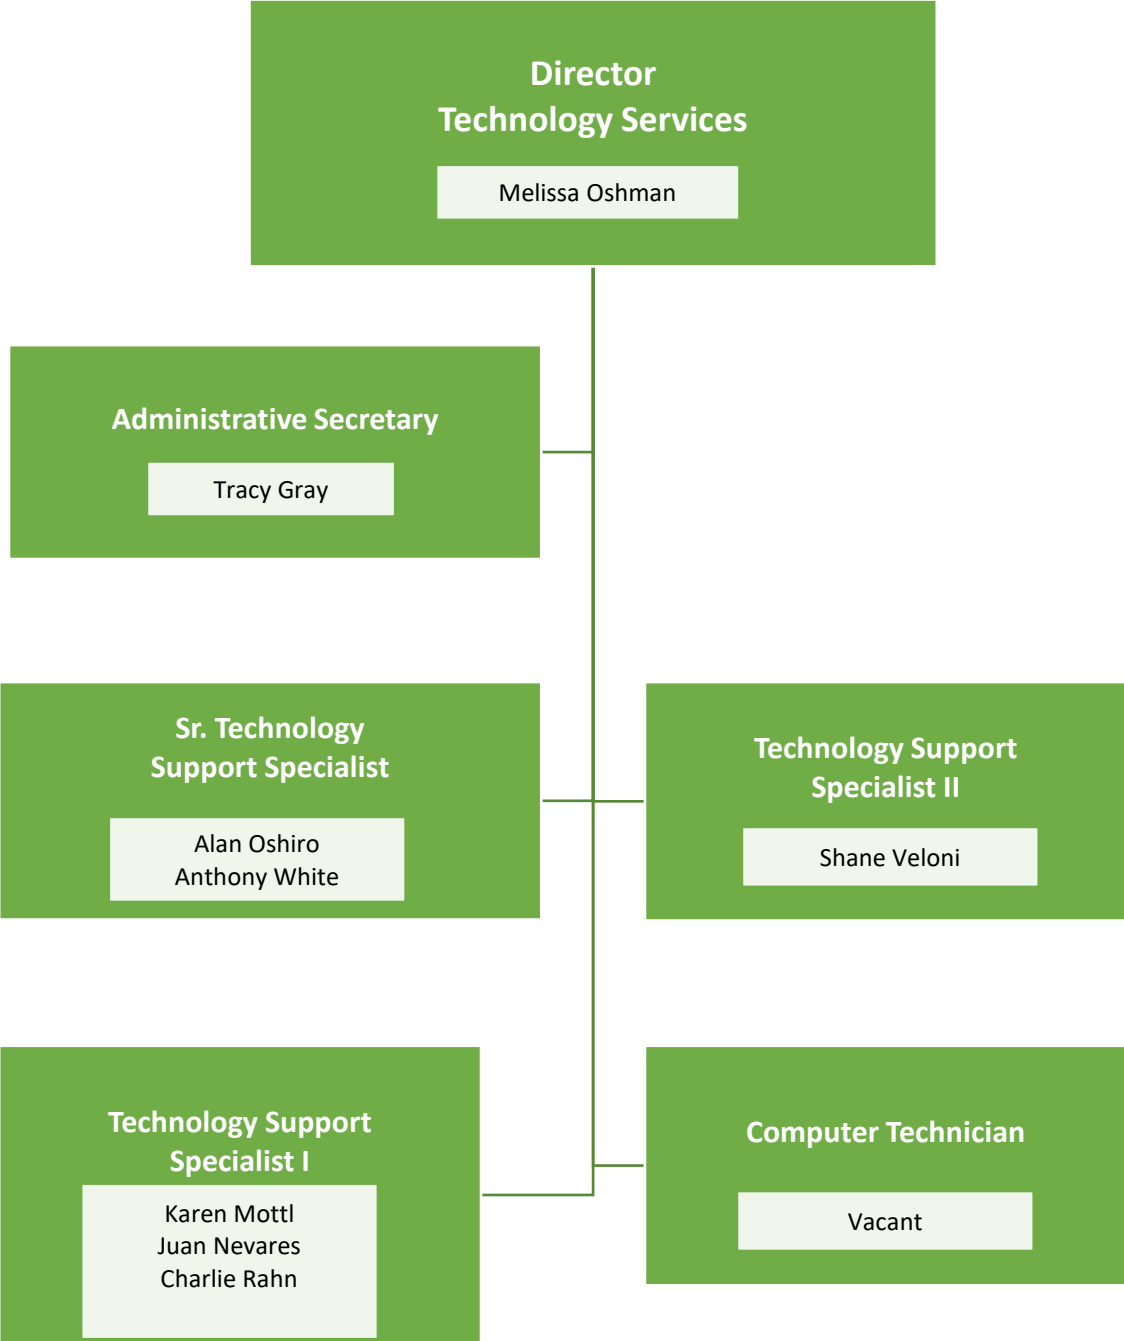 Director
Technology Services
Melissa Oshman
Administrative Secretary
Tracy Gray
Sr. Technology
Support Specialist
Alan Oshiro
Anthony White
Technology Support
Specialist II
Shane Veloni
Technology Support
Specialist I
Karen Mottl
Juan Nevares
Charlie Rahn
Computer Technician
Vacant